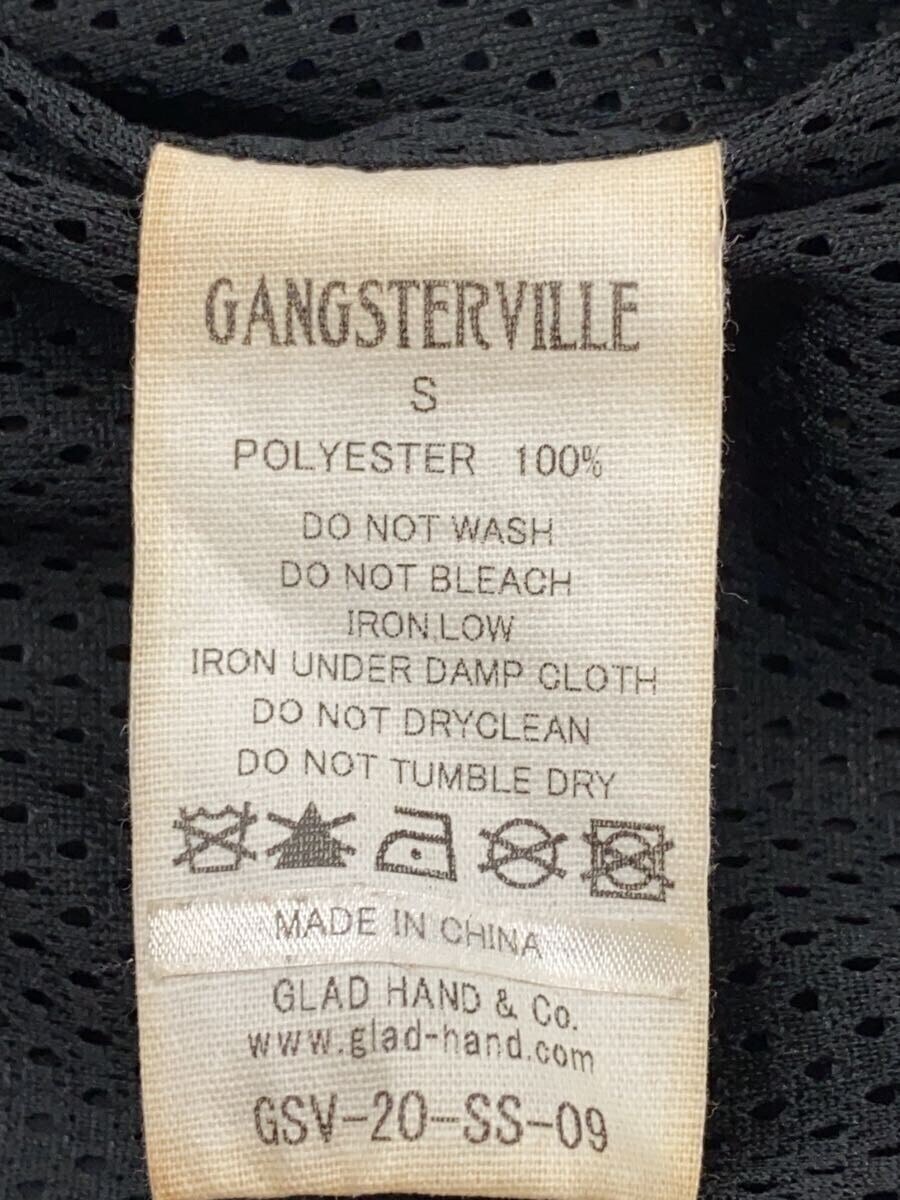 GANGSTERVILLE
S
POLYESTER 100%
DO NOT WASH
DO NOT BLEACH
IRON LOW
IRON UNDER DAMP CLOTH
DO NOT DRYCLEAN
DO NOT TUMBLE DRY
MADE IN CHINA
GLAD HAND & Co.
www.glad-hand.com
GSV-20-SS-09